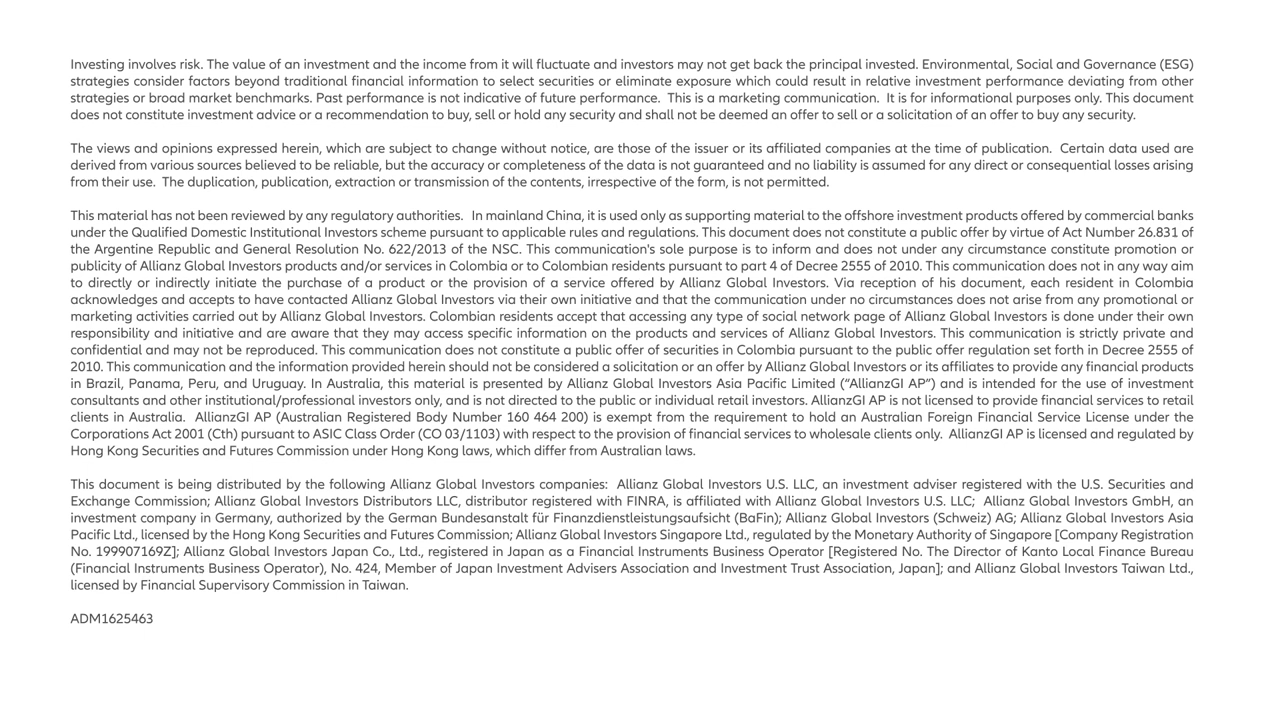 Investing involves risk. The value of an investment and the income from it will fluctuate and investors may not get back the principal invested. Environmental, Social and Governance (ESG)
strategies consider factors beyond traditional financial information to select securities or eliminate exposure which could result in relative investment performance deviating from other
strategies or broad market benchmarks. Past performance is not indicative of future performance.  This is a marketing communication.  It is for informational purposes only. This document
does not constitute investment advice or a recommendation to buy, sell or hold any security and shall not be deemed an offer to sell or a solicitation of an offer to buy any security.
The views and opinions expressed herein, which are subject to change without notice, are those of the issuer or its affiliated companies at the time of publication.  Certain data used are
derived from various sources believed to be reliable, but the accuracy or completeness of the data is not guaranteed and no liability is assumed for any direct or consequential losses arising
from their use.  The duplication, publication, extraction or transmission of the contents, irrespective of the form, is not permitted.
This material has not been reviewed by any regulatory authorities.  In mainland China, it is used only as supporting material to the offshore investment products offered by commercial banks
under the Qualified Domestic Institutional Investors scheme pursuant to applicable rules and regulations. This document does not constitute a public offer by virtue of Act Number 26.831 of
the Argentine Republic and General Resolution No. 622/2013 of the NSC. This communication's sole purpose is to inform and does not under any circumstance constitute promotion or
publicity of Allianz Global Investors products and/or services in Colombia or to Colombian residents pursuant to part 4 of Decree 2555 of 2010. This communication does not in any way aim
to directly or indirectly initiate the purchase of a product or the provision of a service offered by Allianz Global Investors. Via reception of his document, each resident in Colombia
acknowledges and accepts to have contacted Allianz Global Investors via their own initiative and that the communication under no circumstances does not arise from any promotional or
marketing activities carried out by Allianz Global Investors. Colombian residents accept that accessing any type of social network page of Allianz Global Investors is done under their own
responsibility and initiative and are aware that they may access specific information on the products and services of Allianz Global Investors. This communication is strictly private and
confidential and may not be reproduced. This communication does not constitute a public offer of securities in Colombia pursuant to the public offer regulation set forth in Decree 2555 of
2010. This communication and the information provided herein should not be considered a solicitation or an offer by Allianz Global Investors or its affiliates to provide any financial products
in Brazil, Panama, Peru, and Uruguay. In Australia, this material is presented by Allianz Global Investors Asia Pacific Limited (“AllianzGI AP”) and is intended for the use of investment
consultants and other institutional/professional investors only, and is not directed to the public or individual retail investors. AllianzGI AP is not licensed to provide financial services to retail
clients in Australia.  AllianzGI AP (Australian Registered Body Number 160 464 200) is exempt from the requirement to hold an Australian Foreign Financial Service License under the
Corporations Act 2001 (Cth) pursuant to ASIC Class Order (CO 03/1103) with respect to the provision of financial services to wholesale clients only.  AllianzGI AP is licensed and regulated by
Hong Kong Securities and Futures Commission under Hong Kong laws, which differ from Australian laws.
This document is being distributed by the following Allianz Global Investors companies:  Allianz Global Investors U.S. LLC, an investment adviser registered with the U.S. Securities and
Exchange Commission; Allianz Global Investors Distributors LLC, distributor registered with FINRA, is affiliated with Allianz Global Investors U.S. LLC;  Allianz Global Investors GmbH, an
investment company in Germany, authorized by the German Bundesanstalt für Finanzdienstleistungsaufsicht (BaFin); Allianz Global Investors (Schweiz) AG; Allianz Global Investors Asia
Pacific Ltd., licensed by the Hong Kong Securities and Futures Commission; Allianz Global Investors Singapore Ltd., regulated by the Monetary Authority of Singapore [Company Registration
No. 199907169Z]; Allianz Global Investors Japan Co., Ltd., registered in Japan as a Financial Instruments Business Operator [Registered No. The Director of Kanto Local Finance Bureau
(Financial Instruments Business Operator), No. 424, Member of Japan Investment Advisers Association and Investment Trust Association, Japan]; and Allianz Global Investors Taiwan Ltd.,
licensed by Financial Supervisory Commission in Taiwan.
ADM1625463